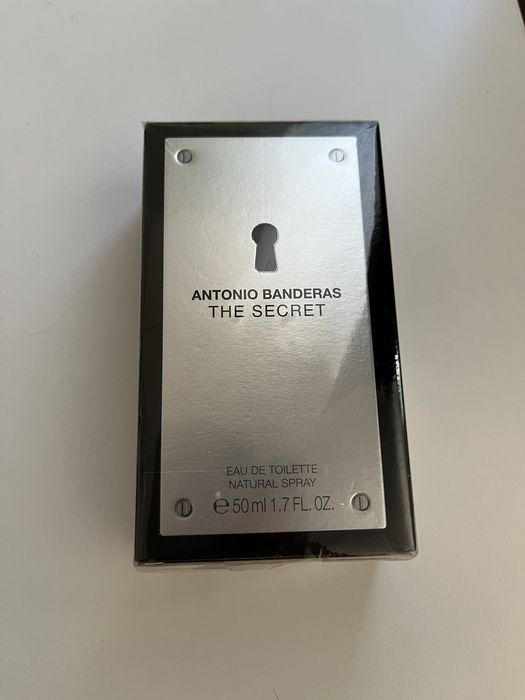 ANTONIO BANDERAS
THE SECRET
EAU DE TOILETTE
NATURAL SPRAY
℮ 50 ml 1.7 FL. OZ.